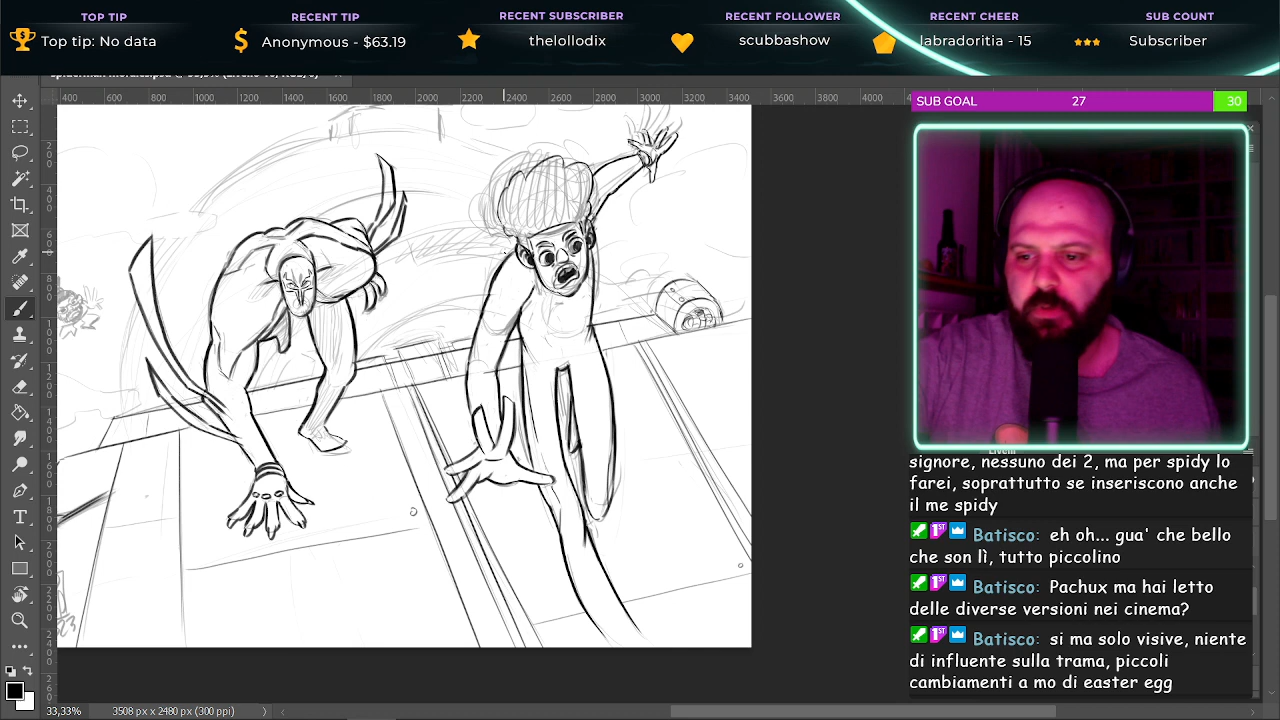 TOP TIP
Top tip: No data
RECENT TIP
Anonymous - $63.19
RECENT SUBSCRIBER
thelollodix
RECENT FOLLOWER
scubbashow
RECENT CHEER
labradoritia - 15
SUB COUNT
Subscriber
400 600 800 1000 1200 1400 1600 1800 2000 2200 2400 2600 2800 3000 3200 3400 3600 3800 4000
SUB GOAL 27 30
signore, nessuno dei 2, ma per spidy lo
farei, soprattutto se inseriscono anche
il me spidy
Batisco: eh oh... gua' che bello
che son lì, tutto piccolino
Batisco: Pachux ma hai letto
delle diverse versioni nei cinema?
Batisco: si ma solo visive, niente
di influente sulla trama, piccoli
cambiamenti a mo di easter egg
33,33% 3508 px x 2480 px (300 ppi)